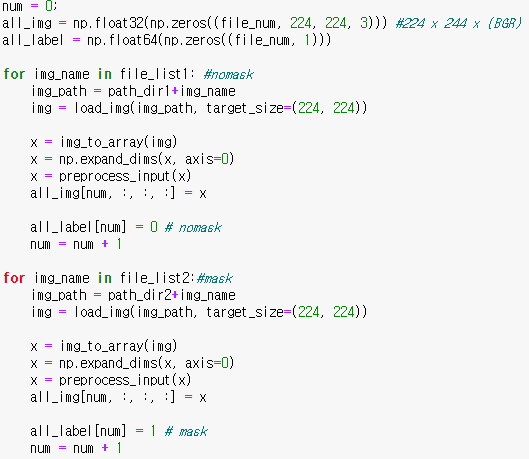 num = 0;
all_img = np.float32(np.zeros((file_num, 224, 224, 3))) #224 x 244 x (BGR)
all_label = np.float64(np.zeros((file_num, 1)))
for img_name in file_list1: #nomask
    img_path = path_dir1+img_name
    img = load_img(img_path, target_size=(224, 224))
    x = img_to_array(img)
    x = np.expand_dims(x, axis=0)
    x = preprocess_input(x)
    all_img[num, :, :, :] = x
    all_label[num] = 0 # nomask
    num = num + 1
for img_name in file_list2:#mask
    img_path = path_dir2+img_name
    img = load_img(img_path, target_size=(224, 224))
    x = img_to_array(img)
    x = np.expand_dims(x, axis=0)
    x = preprocess_input(x)
    all_img[num, :, :, :] = x
    all_label[num] = 1 # mask
    num = num + 1